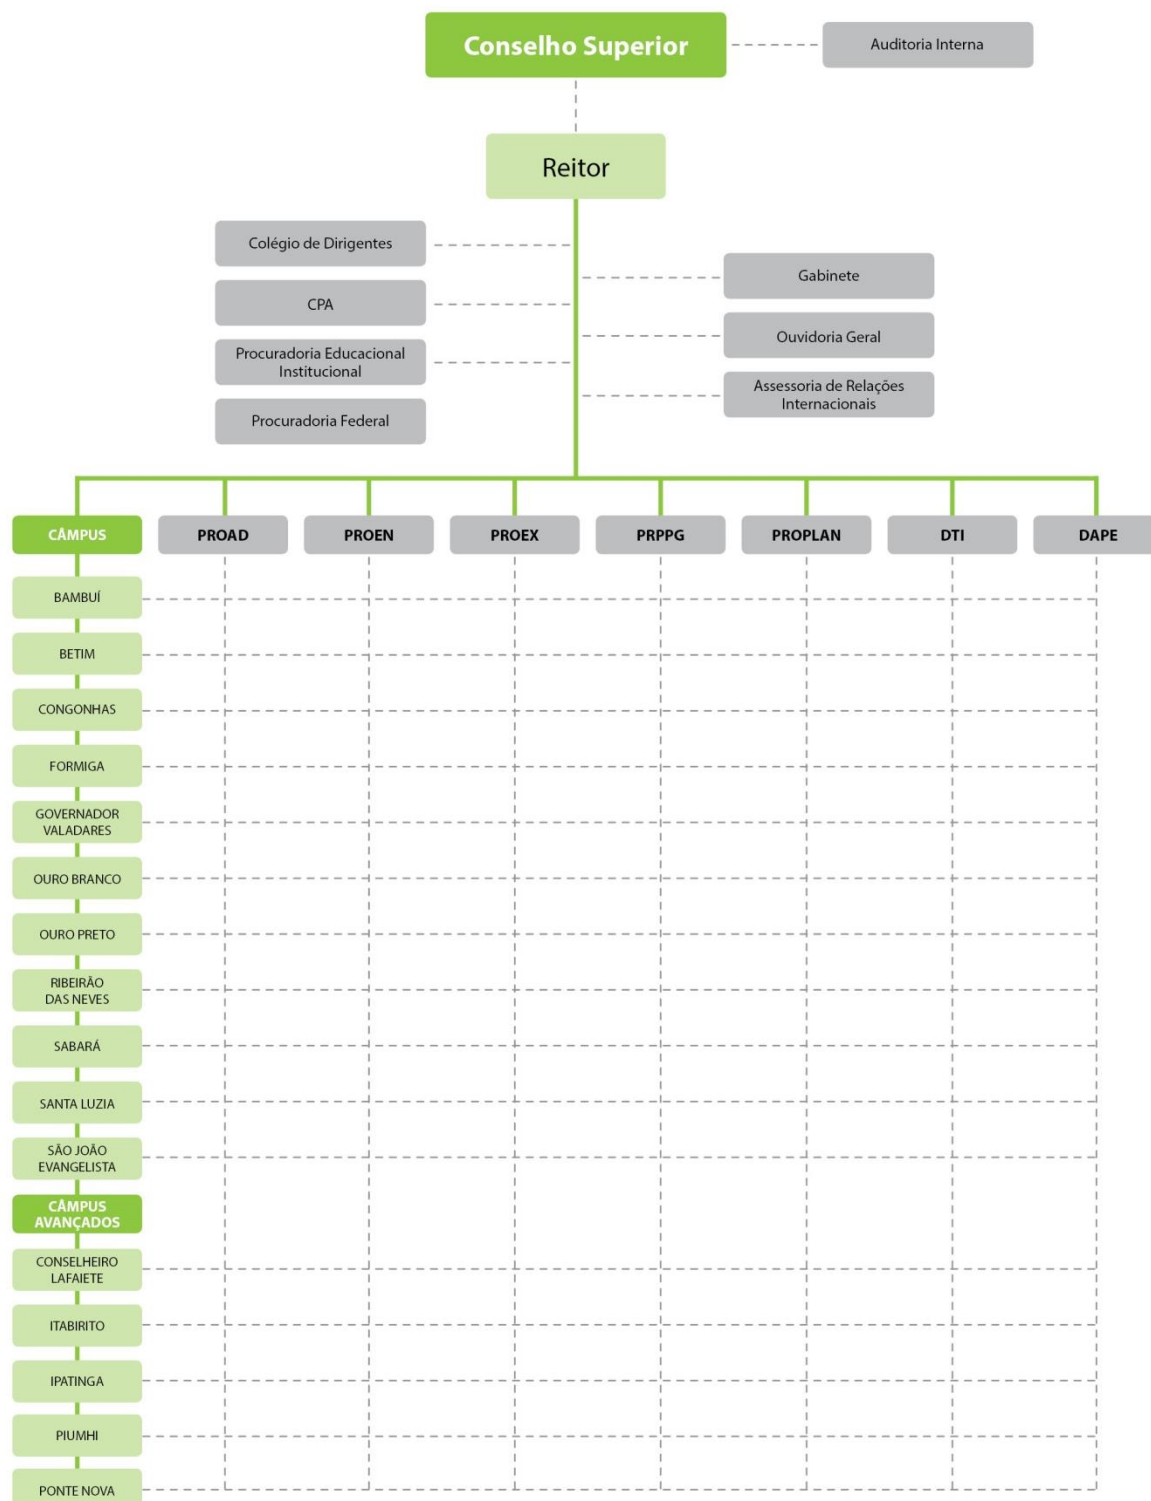 Conselho Superior
Auditoria Interna
Reitor
Colégio de Dirigentes
Gabinete
CPA
Ouvidoria Geral
Procuradoria Educacional
Institucional
Assessoria de Relações
Internacionais
Procuradoria Federal
CÂMPUS
PROAD
PROEN
PROEX
PRPPG
PROPLAN
DTI
DAPE
BAMBUÍ
BETIM
CONGONHAS
FORMIGA
GOVERNADOR
VALADARES
OURO BRANCO
OURO PRETO
RIBEIRÃO
DAS NEVES
SABARÁ
SANTA LUZIA
SÃO JOÃO
EVANGELISTA
CÂMPUS
AVANÇADOS
CONSELHEIRO
LAFAIETE
ITABIRITO
IPATINGA
PIUMHI
PONTE NOVA